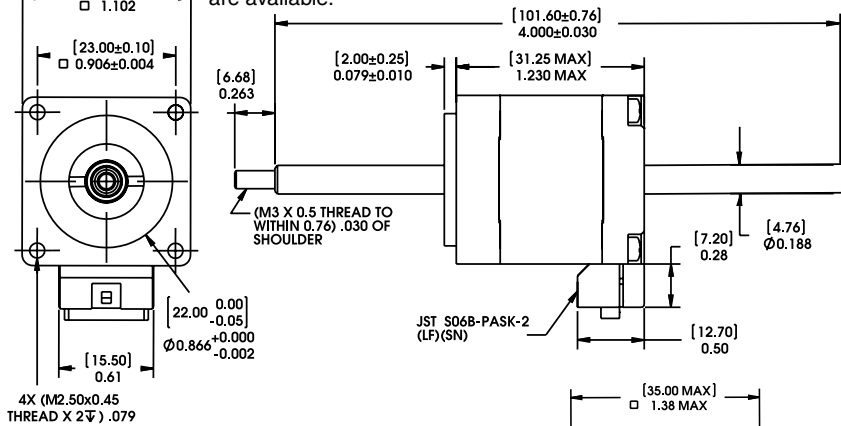 □ 1.102
are available.
[23.00±0.10]
□ 0.906±0.004
[6.68]
0.263
[2.00±0.25]
0.079±0.010
[31.25 MAX]
1.230 MAX
[101.60±0.76]
4.000±0.030
(M3 X 0.5 THREAD TO
WITHIN 0.76) .030 OF
SHOULDER
[4.76]
Ø0.188
[7.20]
0.28
[22.00 0.00
-0.05]
Ø0.866 +0.000
-0.002
JST S06B-PASK-2
(LF)(SN)
[12.70]
0.50
[15.50]
0.61
4X (M2.50x0.45
THREAD X 2↧) .079
[35.00 MAX]
□ 1.38 MAX